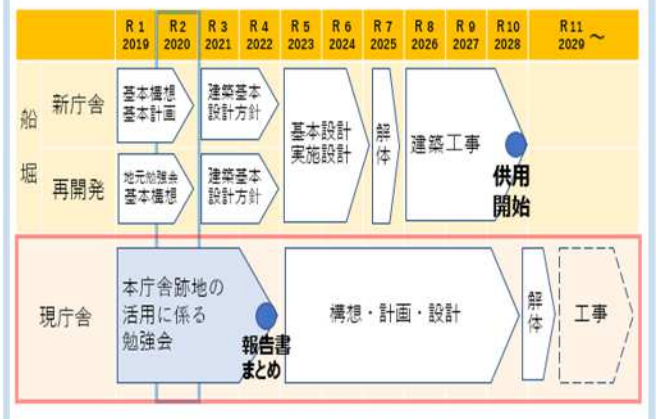 R 1 R 2 R 3 R 4 R 5 R 6 R 7 R 8 R 9 R10 R11
2019 2020 2021 2022 2023 2024 2025 2026 2027 2028 2029 ～
船堀
新庁舎
基本構想
基本計画
建築基本
設計方針
基本設計
実施設計
解体
建築工事
供用
開始
再開発
地元勉強会
基本構想
建築基本
設計方針
現庁舎
本庁舎跡地の
活用に係る
勉強会
報告書
まとめ
構想・計画・設計
解体
工事